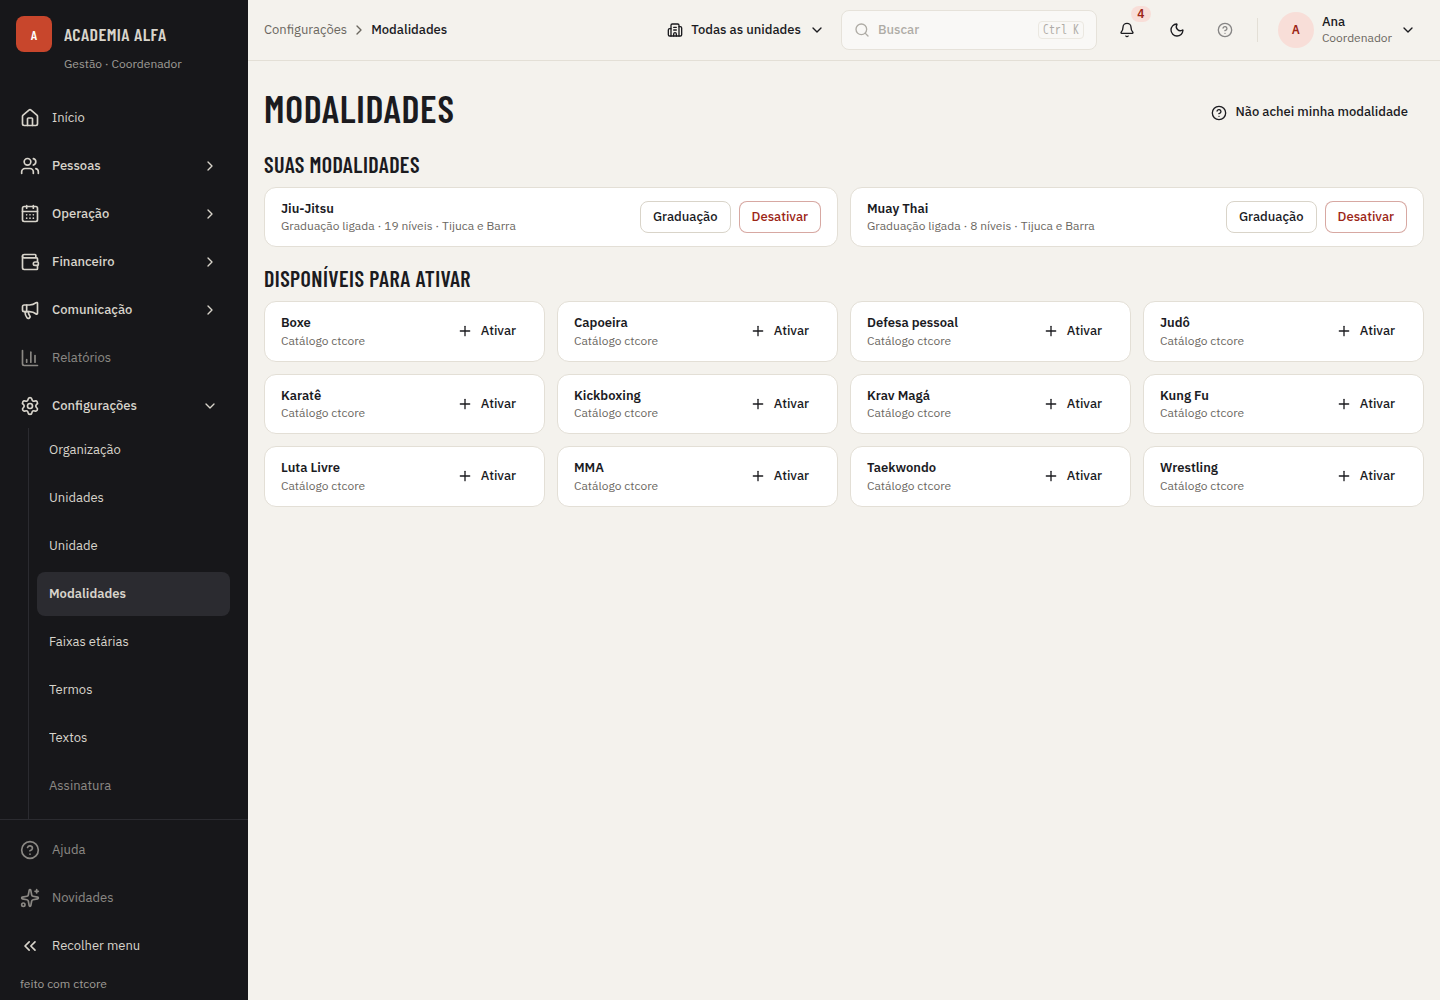 A
ACADEMIA ALFA
Gestão · Coordenador
Início
Pessoas
Operação
Financeiro
Comunicação
Relatórios
Configurações
Organização
Unidades
Unidade
Modalidades
Faixas etárias
Termos
Textos
Assinatura
Ajuda
Novidades
Recolher menu
feito com ctcore
Configurações > Modalidades
Todas as unidades
Buscar
Ctrl K
4
A
Ana
Coordenador
MODALIDADES
Não achei minha modalidade
SUAS MODALIDADES
Jiu-Jitsu
Graduação ligada · 19 níveis · Tijuca e Barra
Graduação
Desativar
Muay Thai
Graduação ligada · 8 níveis · Tijuca e Barra
Graduação
Desativar
DISPONÍVEIS PARA ATIVAR
Boxe
Catálogo ctcore
Ativar
Capoeira
Catálogo ctcore
Ativar
Defesa pessoal
Catálogo ctcore
Ativar
Judô
Catálogo ctcore
Ativar
Karatê
Catálogo ctcore
Ativar
Kickboxing
Catálogo ctcore
Ativar
Krav Magá
Catálogo ctcore
Ativar
Kung Fu
Catálogo ctcore
Ativar
Luta Livre
Catálogo ctcore
Ativar
MMA
Catálogo ctcore
Ativar
Taekwondo
Catálogo ctcore
Ativar
Wrestling
Catálogo ctcore
Ativar